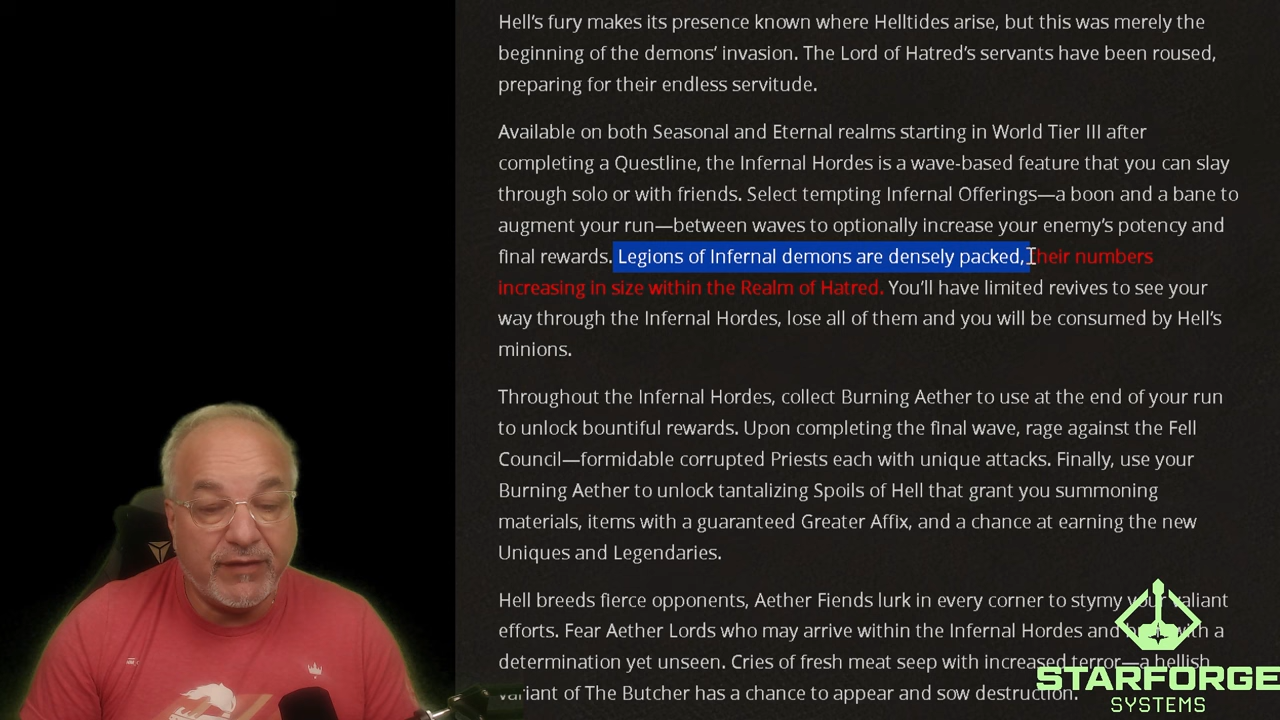 Hell’s fury makes its presence known where Helltides arise, but this was merely the
beginning of the demons’ invasion. The Lord of Hatred’s servants have been roused,
preparing for their endless servitude.
Available on both Seasonal and Eternal realms starting in World Tier III after
completing a Questline, the Infernal Hordes is a wave-based feature that you can slay
through solo or with friends. Select tempting Infernal Offerings—a boon and a bane to
augment your run—between waves to optionally increase your enemy’s potency and
final rewards. Legions of Infernal demons are densely packed, their numbers
increasing in size within the Realm of Hatred. You’ll have limited revives to see your
way through the Infernal Hordes, lose all of them and you will be consumed by Hell’s
minions.
Throughout the Infernal Hordes, collect Burning Aether to use at the end of your run
to unlock bountiful rewards. Upon completing the final wave, rage against the Fell
Council—formidable corrupted Priests each with unique attacks. Finally, use your
Burning Aether to unlock tantalizing Spoils of Hell that grant you summoning
materials, items with a guaranteed Greater Affix, and a chance at earning the new
Uniques and Legendaries.
Hell breeds fierce opponents, Aether Fiends lurk in every corner to stymy your valiant
efforts. Fear Aether Lords who may arrive within the Infernal Hordes and with a
determination yet unseen. Cries of fresh meat seep with increased terror—a hellish
variant of The Butcher has a chance to appear and sow destruction.
STARFORGE
SYSTEMS